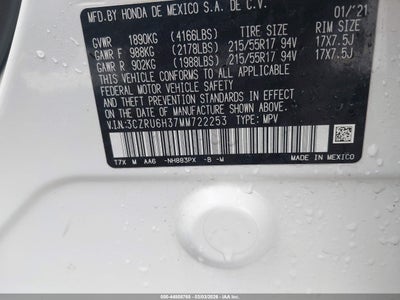 MFD.BY HONDA DE MEXICO S.A. DE C.V. 01/'21
GVWR 1890KG (4166LBS) RIM SIZE
GAWR F 988KG (2178LBS) 215/55R17 94V 17X7.5J
GAWR R 902KG (1988LBS) 215/55R17 94V 17X7.5J
THIS VEHICLE CONFORMS TO ALL APPLICABLE
FEDERAL MOTOR VEHICLE SAFETY AND THEFT
PREVENTION STANDARDS IN EFFECT
ON THE DATE OF MANUFACTURE SHOWN ABOVE.
V.I.N:3CZRU6H37MM722253 TYPE: MPV
T7X M AA6 -NH883PX -B -M MADE IN MEXICO